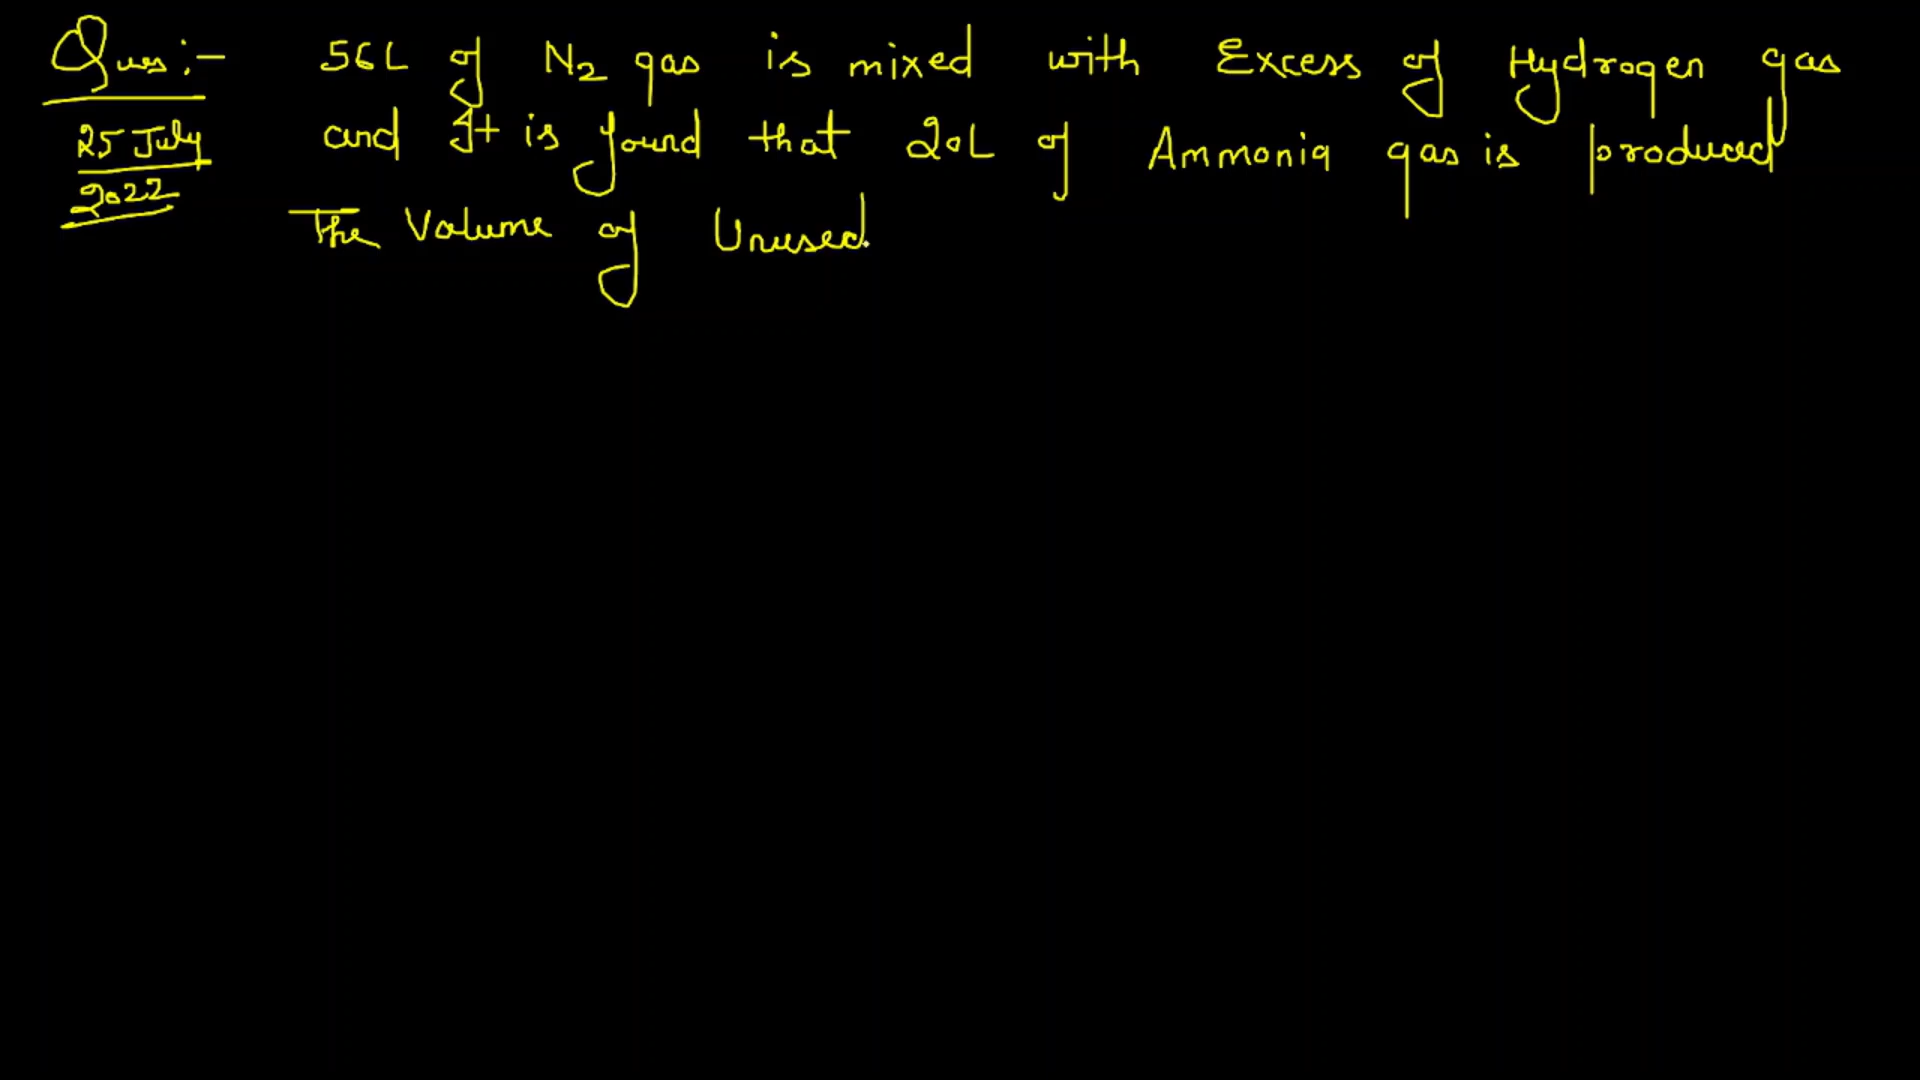 Ques:- 56L of N2 gas is mixed with Excess of Hydrogen gas
25 July and It is found that 20L of Ammonia gas is produced
2022 The Volume of Unused.